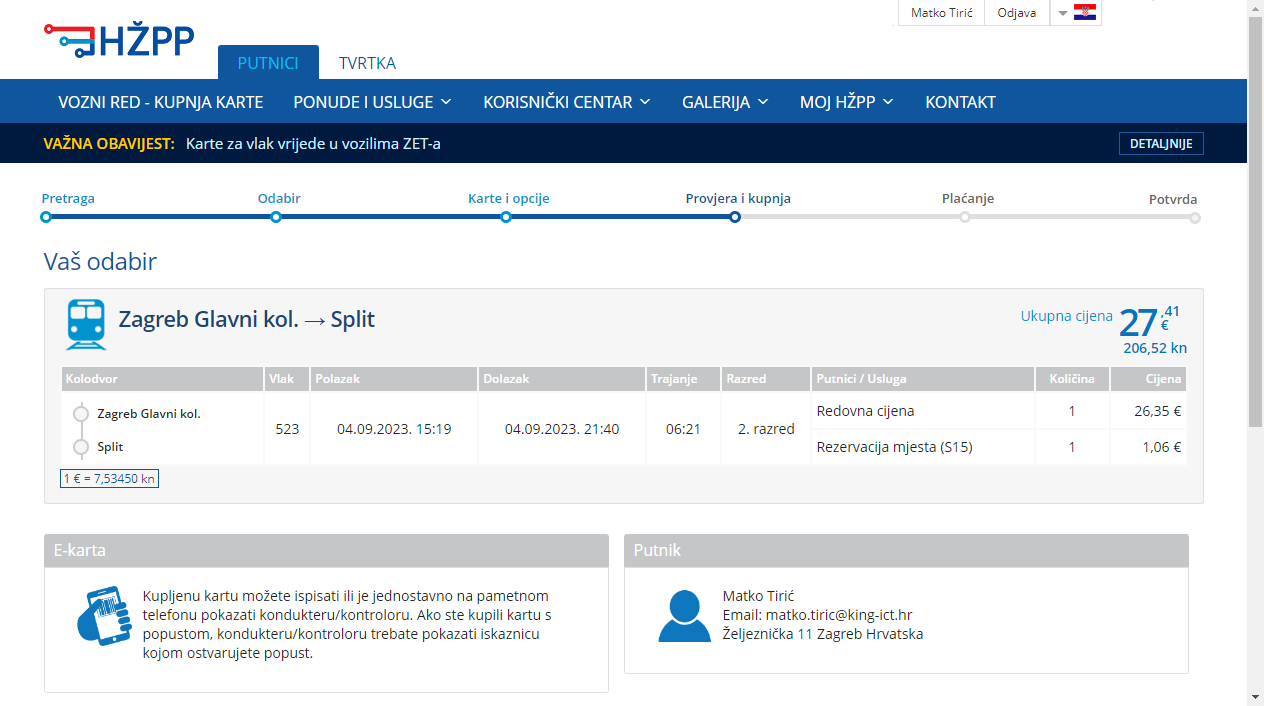 Matko Tirić Odjava
HŽPP
PUTNICI TVRTKA
VOZNI RED - KUPNJA KARTE PONUDE I USLUGE KORISNIČKI CENTAR GALERIJA MOJ HŽPP KONTAKT
VAŽNA OBAVIJEST: Karte za vlak vrijede u vozilima ZET-a DETALJNIJE
Pretraga Odabir Karte i opcije Provjera i kupnja Plaćanje Potvrda
Vaš odabir
Zagreb Glavni kol. → Split
Ukupna cijena 27,41 €
206,52 kn
Kolodvor Vlak Polazak Dolazak Trajanje Razred Putnici / Usluga Količina Cijena
Zagreb Glavni kol.
Split
523 04.09.2023. 15:19 04.09.2023. 21:40 06:21 2. razred
Redovna cijena 1 26,35 €
Rezervacija mjesta (S15) 1 1,06 €
1 € = 7,53450 kn
E-karta
Kupljenu kartu možete ispisati ili je jednostavno na pametnom
telefonu pokazati kondukteru/kontroloru. Ako ste kupili kartu s
popustom, kondukteru/kontroloru trebate pokazati iskaznicu
kojom ostvarujete popust.
Putnik
Matko Tirić
Email: matko.tiric@king-ict.hr
Željeznička 11 Zagreb Hrvatska